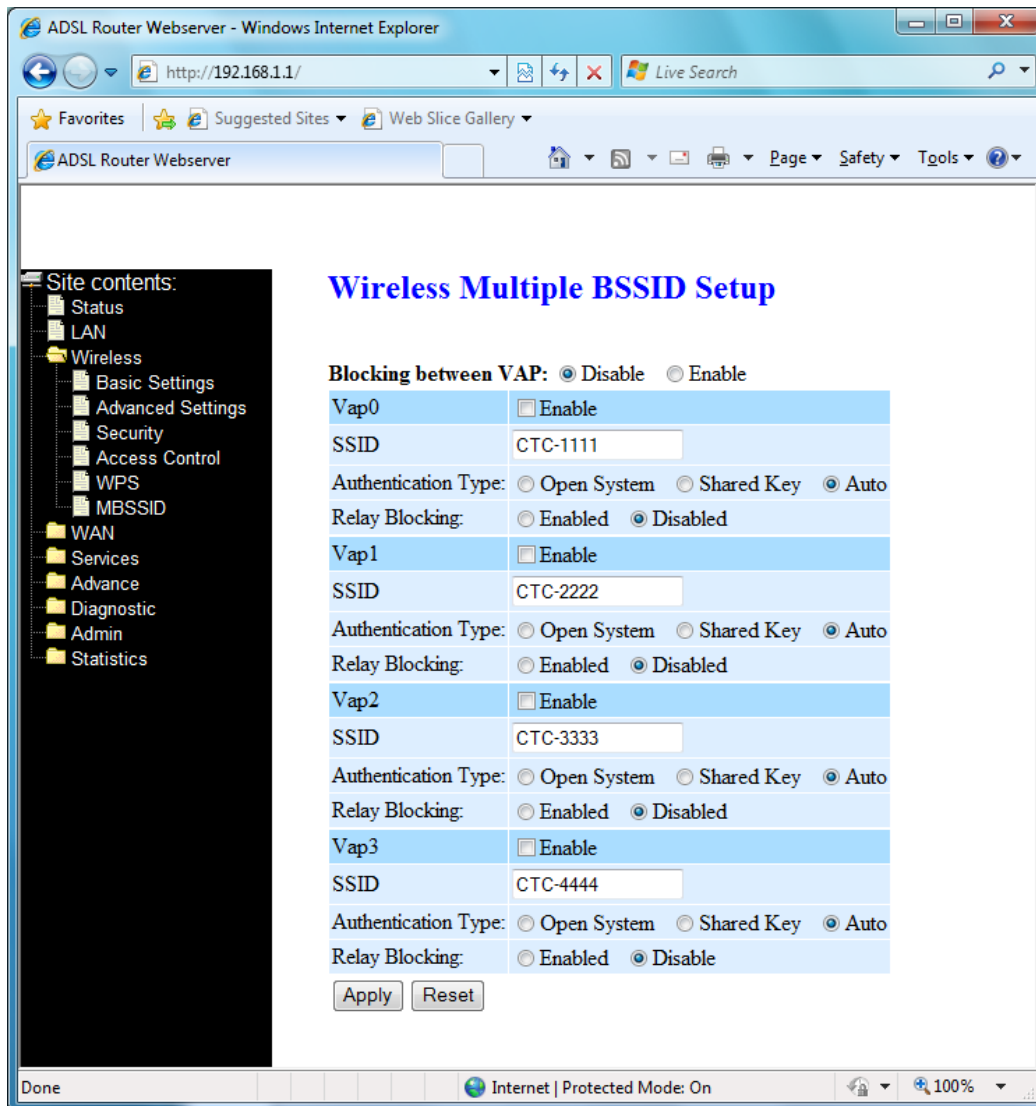 ADSL Router Webserver - Windows Internet Explorer
http://192.168.1.1/
Live Search
Favorites
Suggested Sites
Web Slice Gallery
ADSL Router Webserver
Page
Safety
Tools
Site contents:
Status
LAN
Wireless
Basic Settings
Advanced Settings
Security
Access Control
WPS
MBSSID
WAN
Services
Advance
Diagnostic
Admin
Statistics
Wireless Multiple BSSID Setup
Blocking between VAP: Disable Enable
Vap0 Enable
SSID CTC-1111
Authentication Type: Open System Shared Key Auto
Relay Blocking: Enabled Disabled
Vap1 Enable
SSID CTC-2222
Authentication Type: Open System Shared Key Auto
Relay Blocking: Enabled Disabled
Vap2 Enable
SSID CTC-3333
Authentication Type: Open System Shared Key Auto
Relay Blocking: Enabled Disabled
Vap3 Enable
SSID CTC-4444
Authentication Type: Open System Shared Key Auto
Relay Blocking: Enabled Disable
Apply Reset
Done
Internet | Protected Mode: On
100%